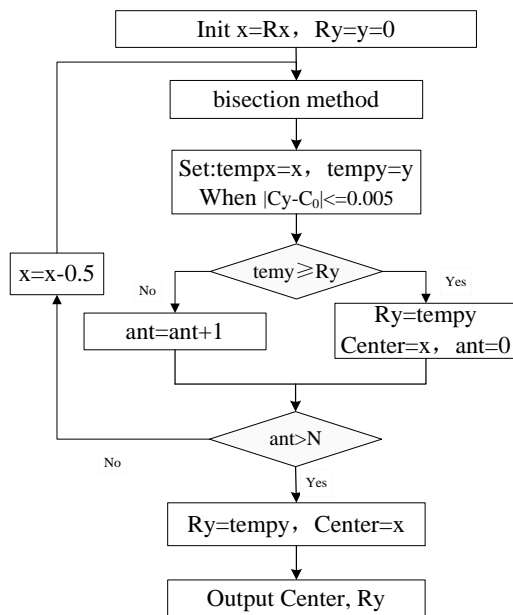 Init x=Rx，Ry=y=0
bisection method
Set:tempx=x，tempy=y
When |Cy-C₀|<=0.005
x=x-0.5
temy≥Ry
No
Yes
ant=ant+1
Ry=tempy
Center=x，ant=0
ant>N
No
Yes
Ry=tempy，Center=x
Output Center, Ry